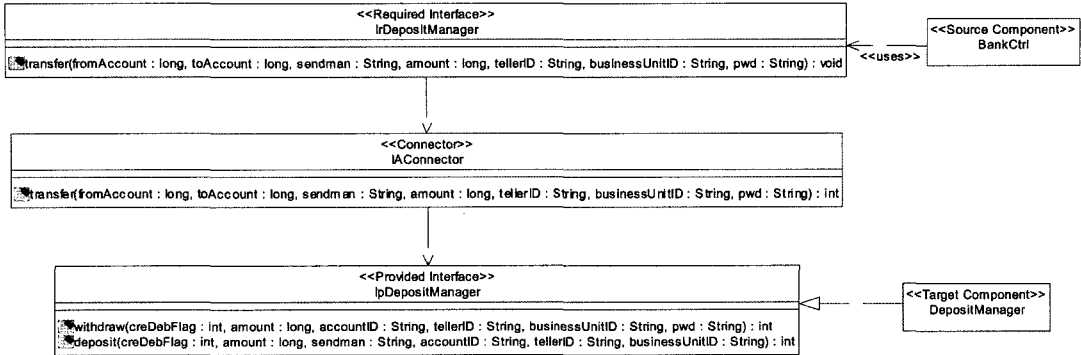 <<Required Interface>>
IrDepositManager
transfer(fromAccount : long, toAccount : long, sendman : String, amount : long, tellerID : String, businessUnitID : String, pwd : String) : void
<<Source Component>>
BankCtrl
<<uses>>
<<Connector>>
IAConnector
transfer(fromAccount : long, toAccount : long, sendman : String, amount : long, tellerID : String, businessUnitID : String, pwd : String) : int
<<Provided Interface>>
IpDepositManager
withdraw(creDebFlag : int, amount : long, accountID : String, tellerID : String, businessUnitID : String, pwd : String) : int
deposit(creDebFlag : int, amount : long, sendman : String, accountID : String, tellerID : String, businessUnitID : String) : int
<<Target Component>>
DepositManager